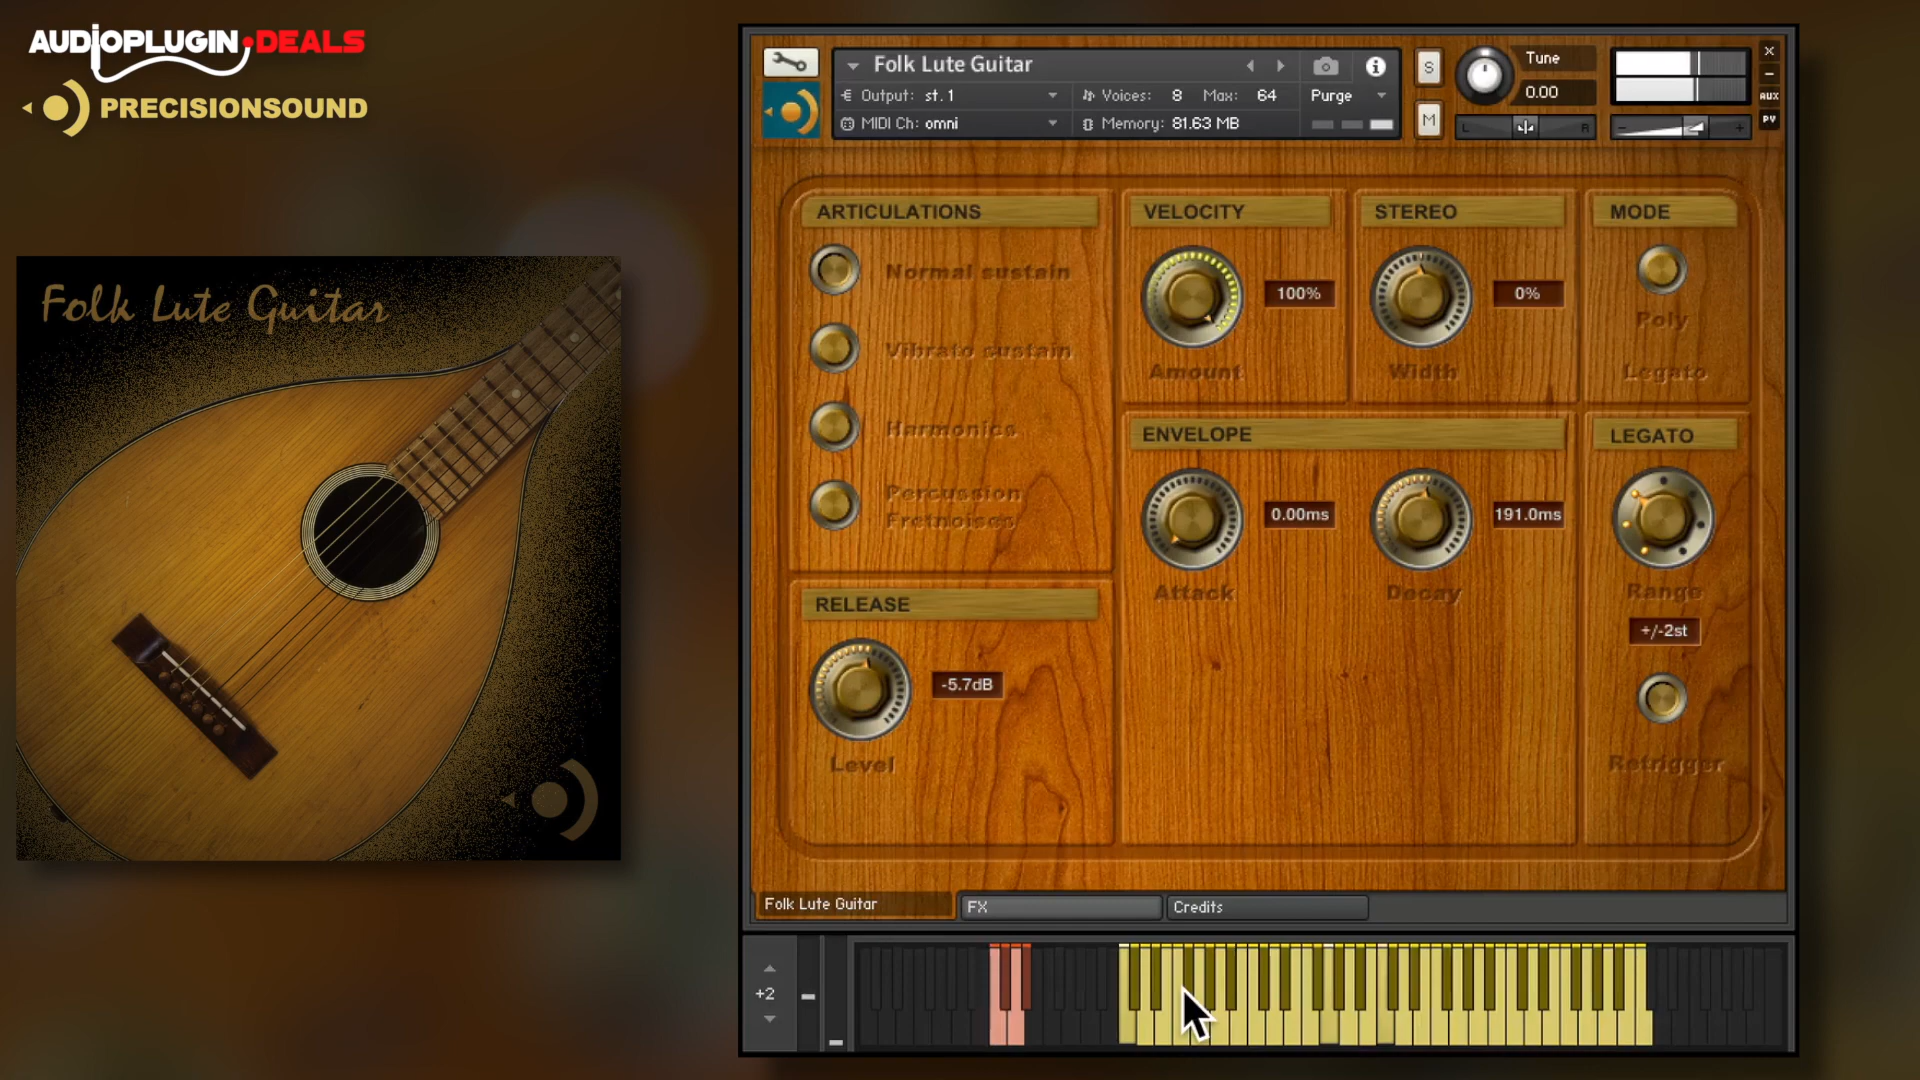 AUDIOPLUGIN.DEALS
PRECISIONSOUND
Folk Lute Guitar
Folk Lute Guitar
Output: st. 1
Voices: 8 Max: 64
Purge
MIDI Ch: omni
Memory: 81.63 MB
S
M
Tune
0.00
L
R
x
AUX
PV
ARTICULATIONS
Normal sustain
Vibrato sustain
Harmonics
Percussion
Fretnoises
RELEASE
-5.7dB
Level
VELOCITY
100%
Amount
STEREO
0%
Width
MODE
Poly
Legato
ENVELOPE
0.00ms
Attack
191.0ms
Decay
LEGATO
Range
+/-2st
Retrigger
Folk Lute Guitar
FX
Credits
+2